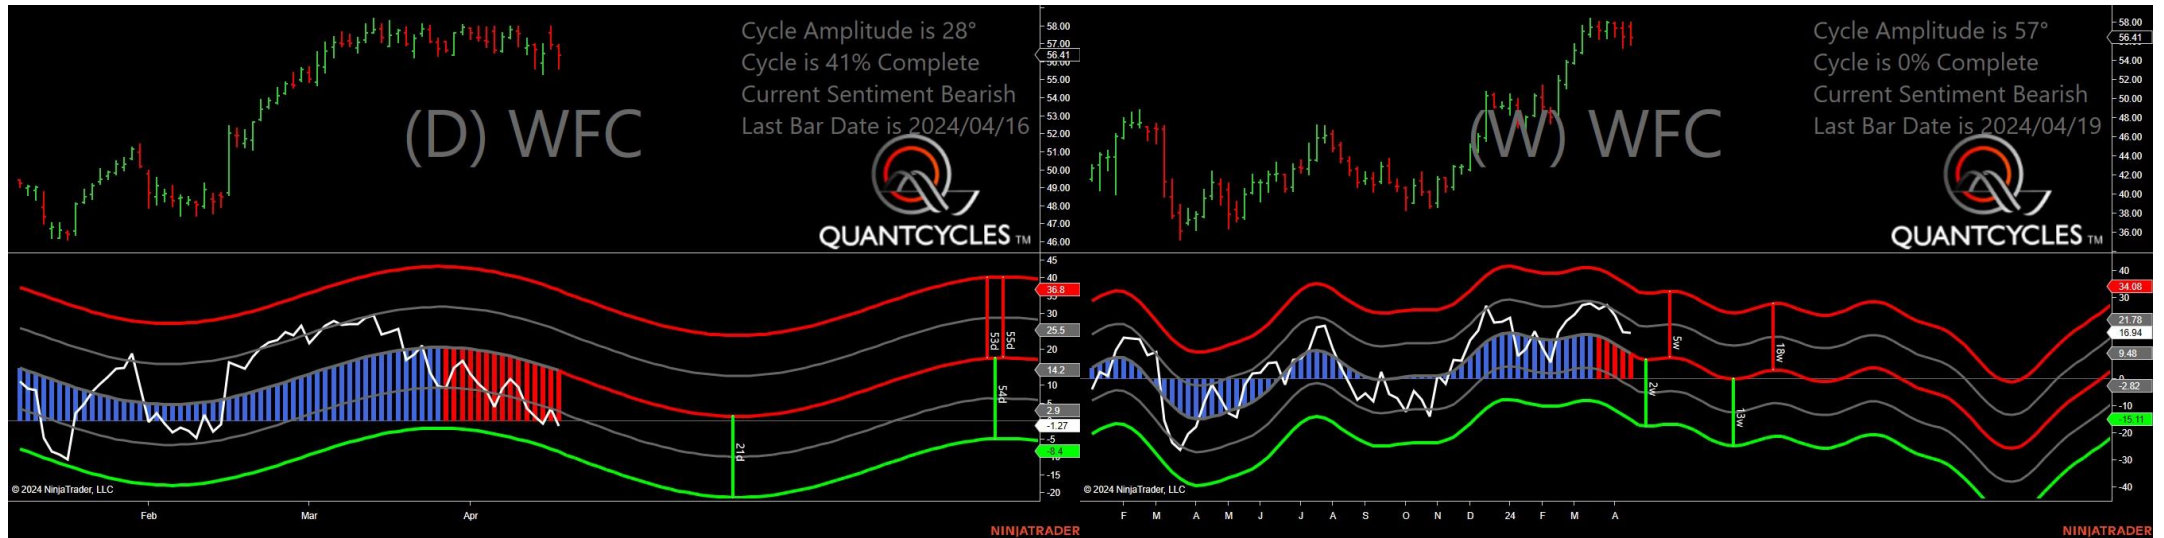 Cycle Amplitude is 28°
Cycle is 41% Complete
Current Sentiment Bearish
Last Bar Date is 2024/04/16
(D) WFC
QUANTCYCLES TM
58.00
57.00
56.41
55.00
54.00
53.00
52.00
51.00
50.00
49.00
48.00
47.00
46.00
45
40
36.8
30
25.5
20
14.2
10
2.9
-1.27
-5
-8.4
-15
-20
53d
55d
54d
21d
© 2024 NinjaTrader, LLC
Feb Mar Apr
NINJATRADER
Cycle Amplitude is 57°
Cycle is 0% Complete
Current Sentiment Bearish
Last Bar Date is 2024/04/19
(W) WFC
QUANTCYCLES TM
58.00
56.41
54.00
52.00
50.00
48.00
46.00
44.00
42.00
40.00
38.00
36.00
40
34.08
30
21.78
16.94
9.48
0
-2.82
-10
-15.11
-20
-30
-40
5w
18w
2w
13w
© 2024 NinjaTrader, LLC
F M A M J J A S O N D 24 F M A
NINJATRADER